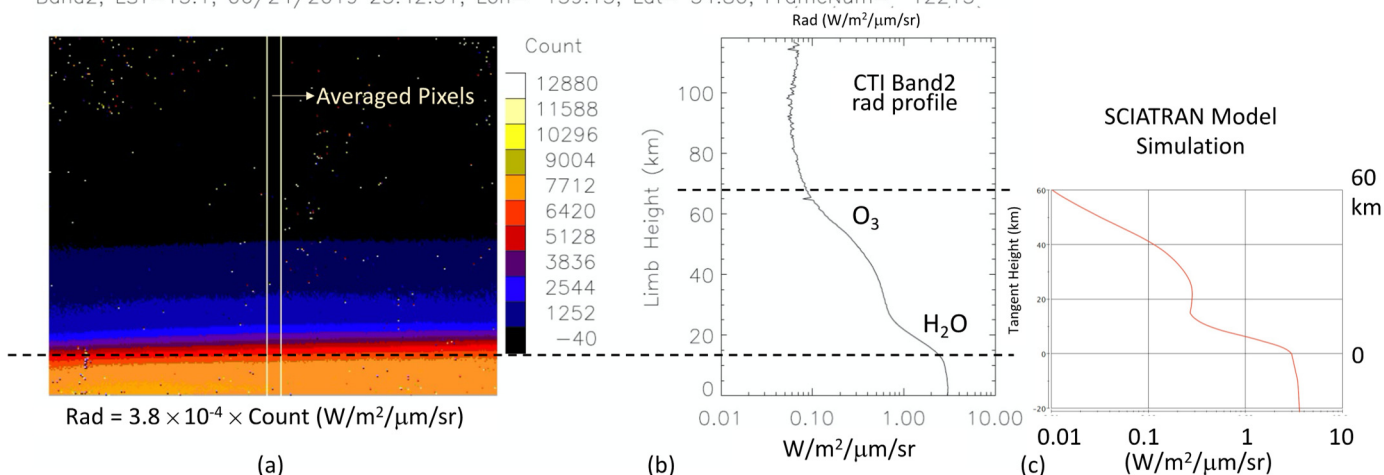 Rad (W/m²/μm/sr)
Count
12880
11588
10296
9004
7712
6420
5128
3836
2544
1252
−40
Averaged Pixels
Rad = 3.8 × 10⁻⁴ × Count (W/m²/μm/sr)
(a)
CTI Band2
rad profile
Limb Height (km)
100
80
60
40
20
0
O₃
H₂O
0.01 0.10 1.00 10.00
W/m²/μm/sr
(b)
SCIATRAN Model
Simulation
Tangent Height (km)
60
40
20
0
-20
60
km
0
0.01 0.1 1 10
(W/m²/μm/sr)
(c)